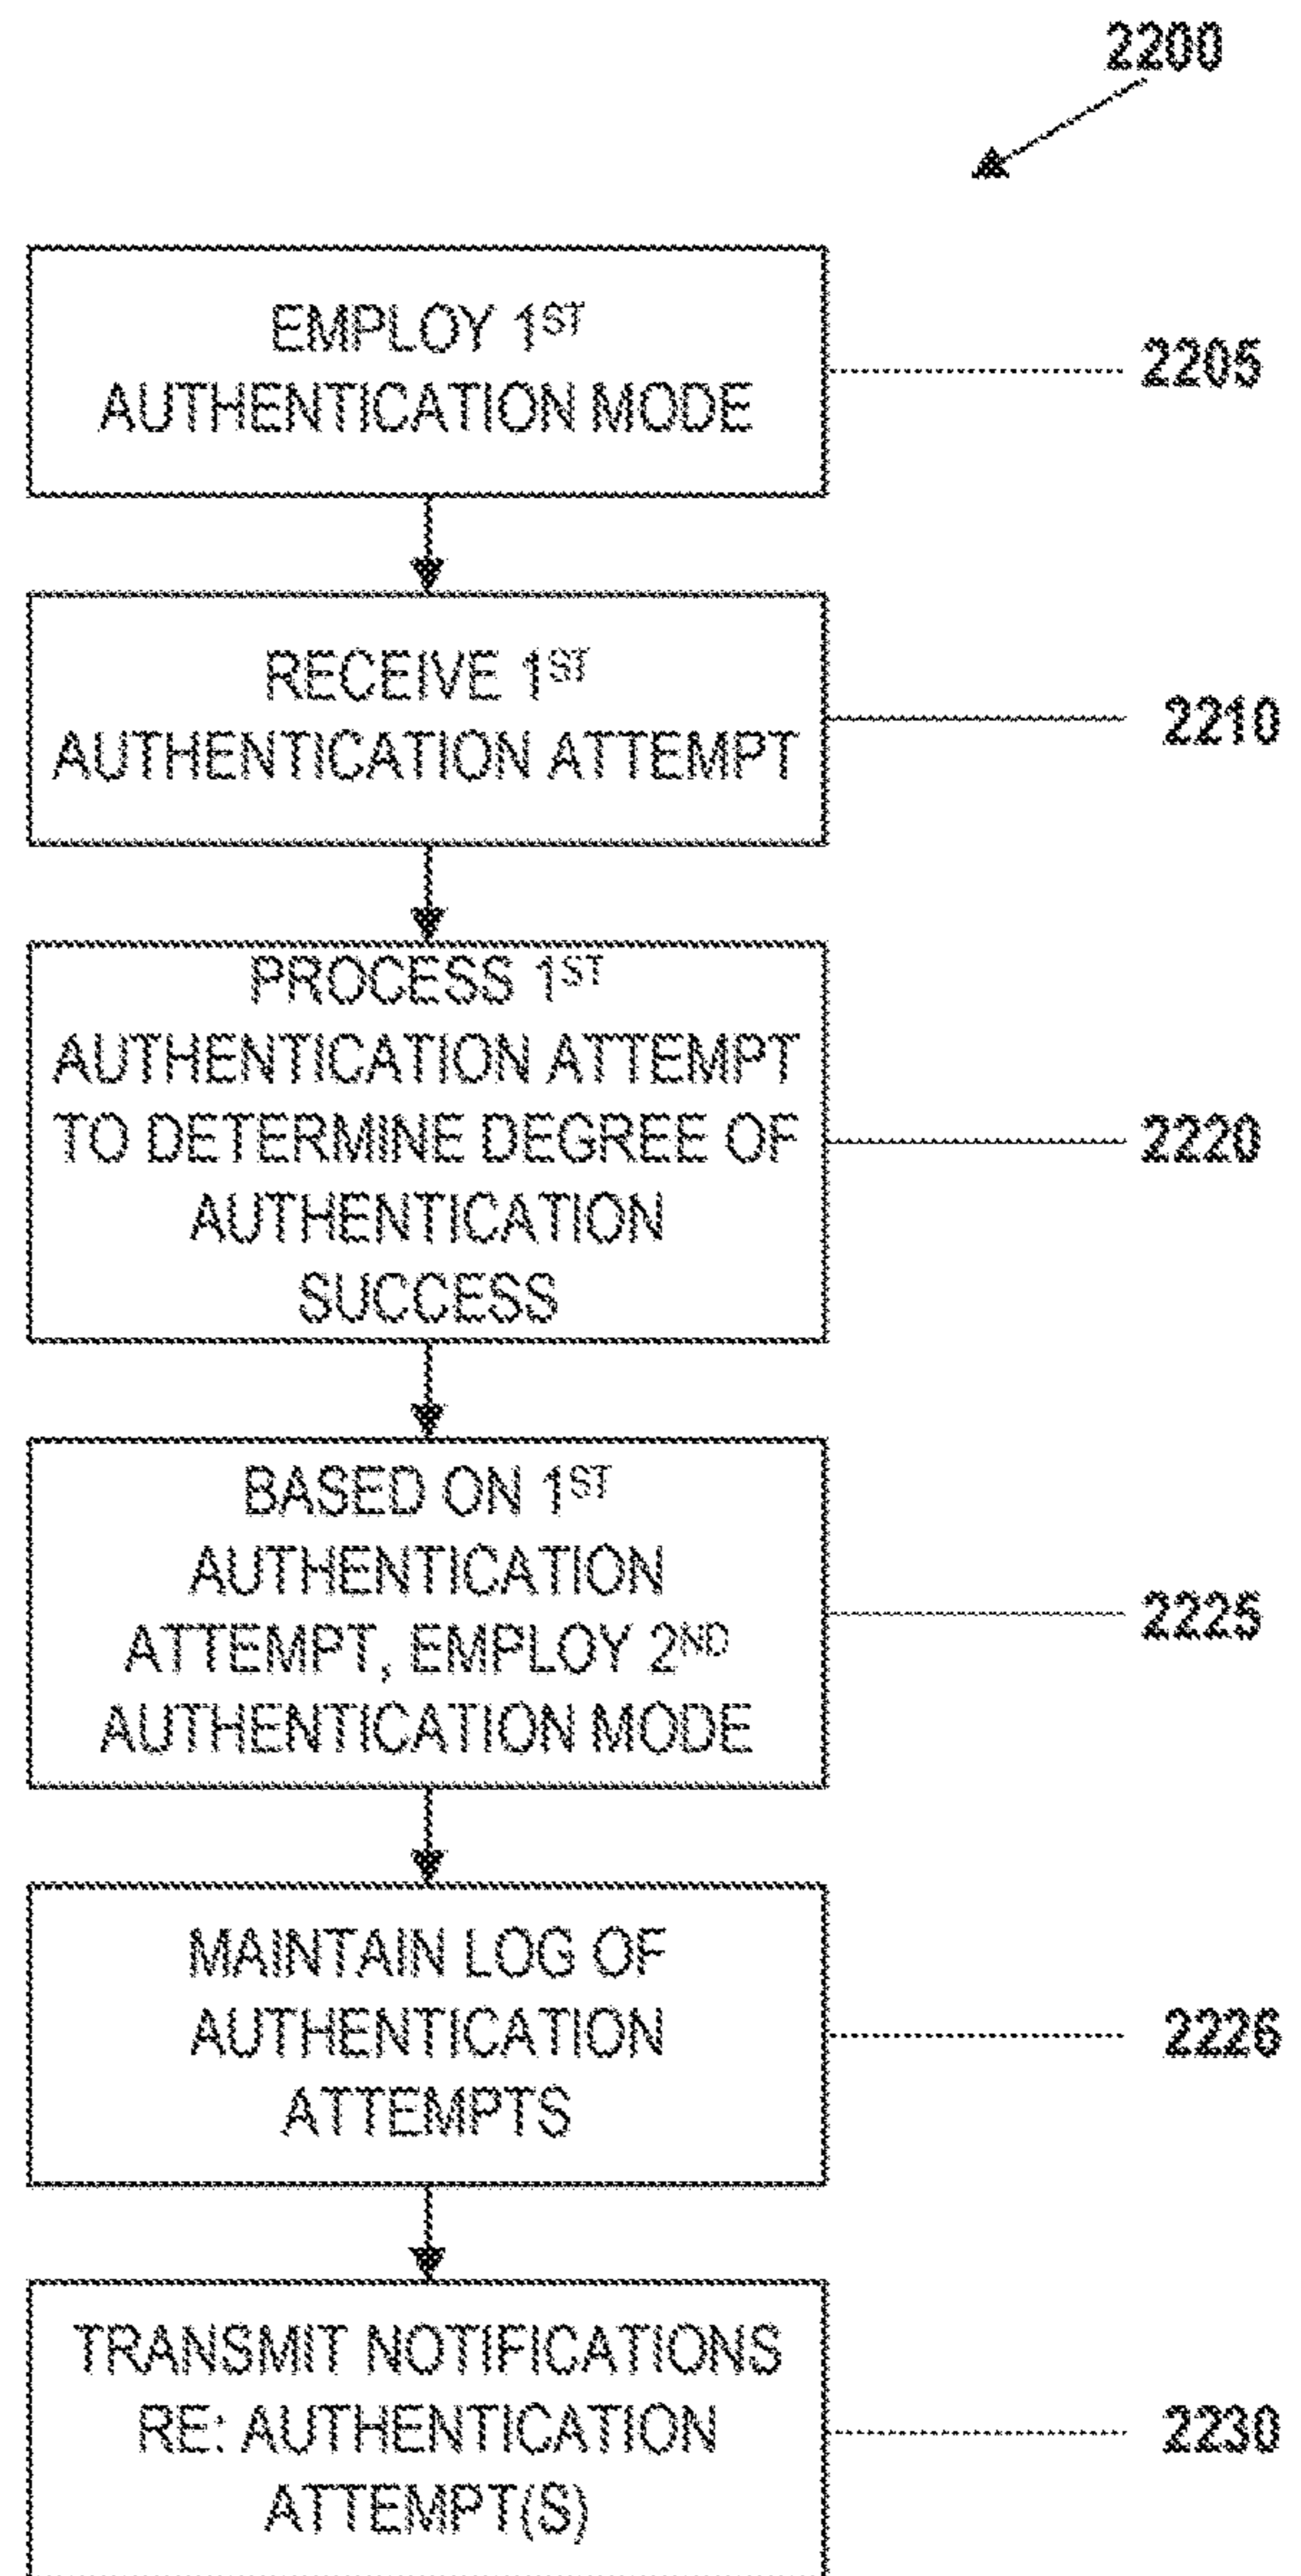 2200
EMPLOY 1ST
AUTHENTICATION MODE
2205
RECEIVE 1ST
AUTHENTICATION ATTEMPT
2210
PROCESS 1ST
AUTHENTICATION ATTEMPT
TO DETERMINE DEGREE OF
AUTHENTICATION
SUCCESS
2220
BASED ON 1ST
AUTHENTICATION
ATTEMPT, EMPLOY 2ND
AUTHENTICATION MODE
2225
MAINTAIN LOG OF
AUTHENTICATION
ATTEMPTS
2226
TRANSMIT NOTIFICATIONS
RE: AUTHENTICATION
ATTEMPT(S)
2230